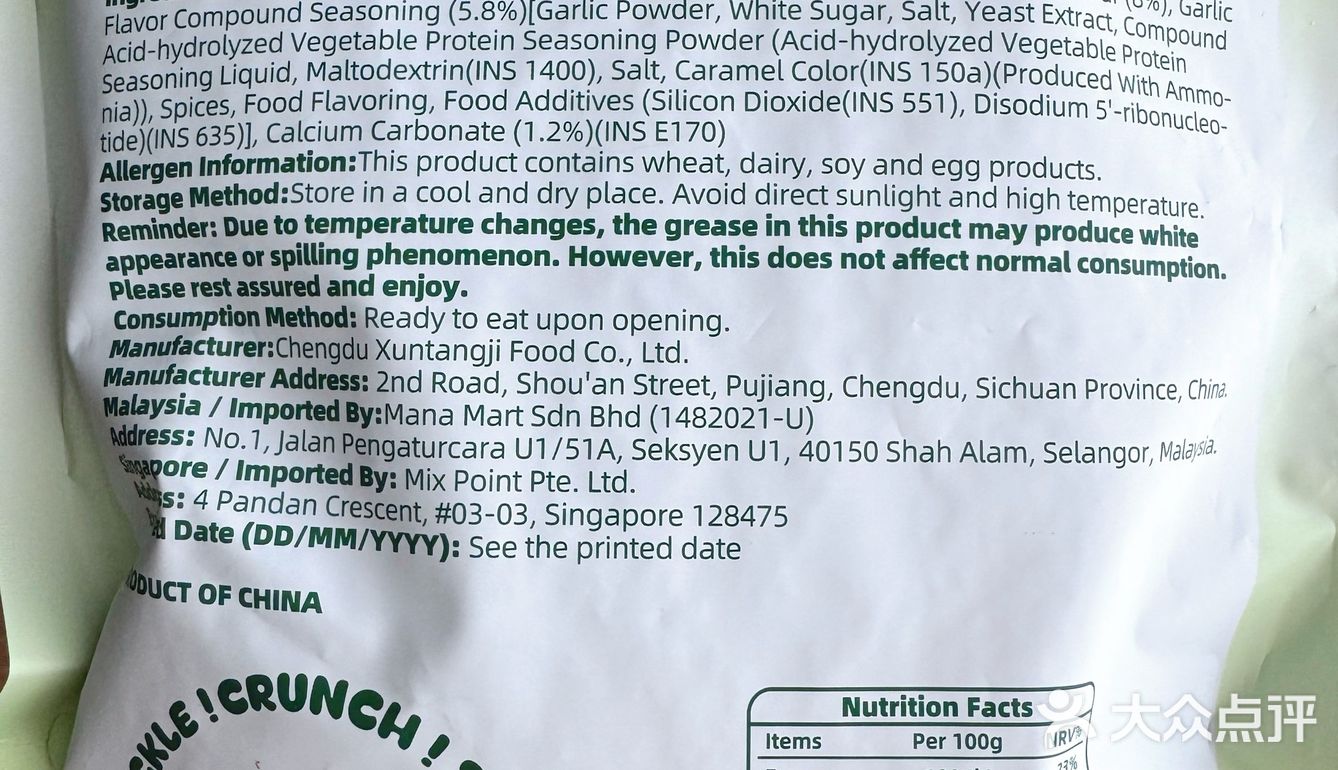 (6%), Garlic
Flavor Compound Seasoning (5.8%)[Garlic Powder, White Sugar, Salt, Yeast Extract, Compound
Acid-hydrolyzed Vegetable Protein Seasoning Powder (Acid-hydrolyzed Vegetable Protein
Seasoning Liquid, Maltodextrin(INS 1400), Salt, Caramel Color(INS 150a)(Produced With Ammo-
nia)), Spices, Food Flavoring, Food Additives (Silicon Dioxide(INS 551), Disodium 5'-ribonucleo-
tide)(INS 635)], Calcium Carbonate (1.2%)(INS E170)
Allergen Information:This product contains wheat, dairy, soy and egg products.
Storage Method:Store in a cool and dry place. Avoid direct sunlight and high temperature.
Reminder: Due to temperature changes, the grease in this product may produce white
appearance or spilling phenomenon. However, this does not affect normal consumption.
Please rest assured and enjoy.
Consumption Method: Ready to eat upon opening.
Manufacturer:Chengdu Xuntangji Food Co., Ltd.
Manufacturer Address: 2nd Road, Shou'an Street, Pujiang, Chengdu, Sichuan Province, China.
Malaysia / Imported By:Mana Mart Sdn Bhd (1482021-U)
Address: No.1, Jalan Pengaturcara U1/51A, Seksyen U1, 40150 Shah Alam, Selangor, Malaysia.
Singapore / Imported By: Mix Point Pte. Ltd.
Address: 4 Pandan Crescent, #03-03, Singapore 128475
Date (DD/MM/YYYY): See the printed date
ODUCT OF CHINA
CKLE! CRUNCH!
Nutrition Facts
Items Per 100g NRV%
23%
大众点评